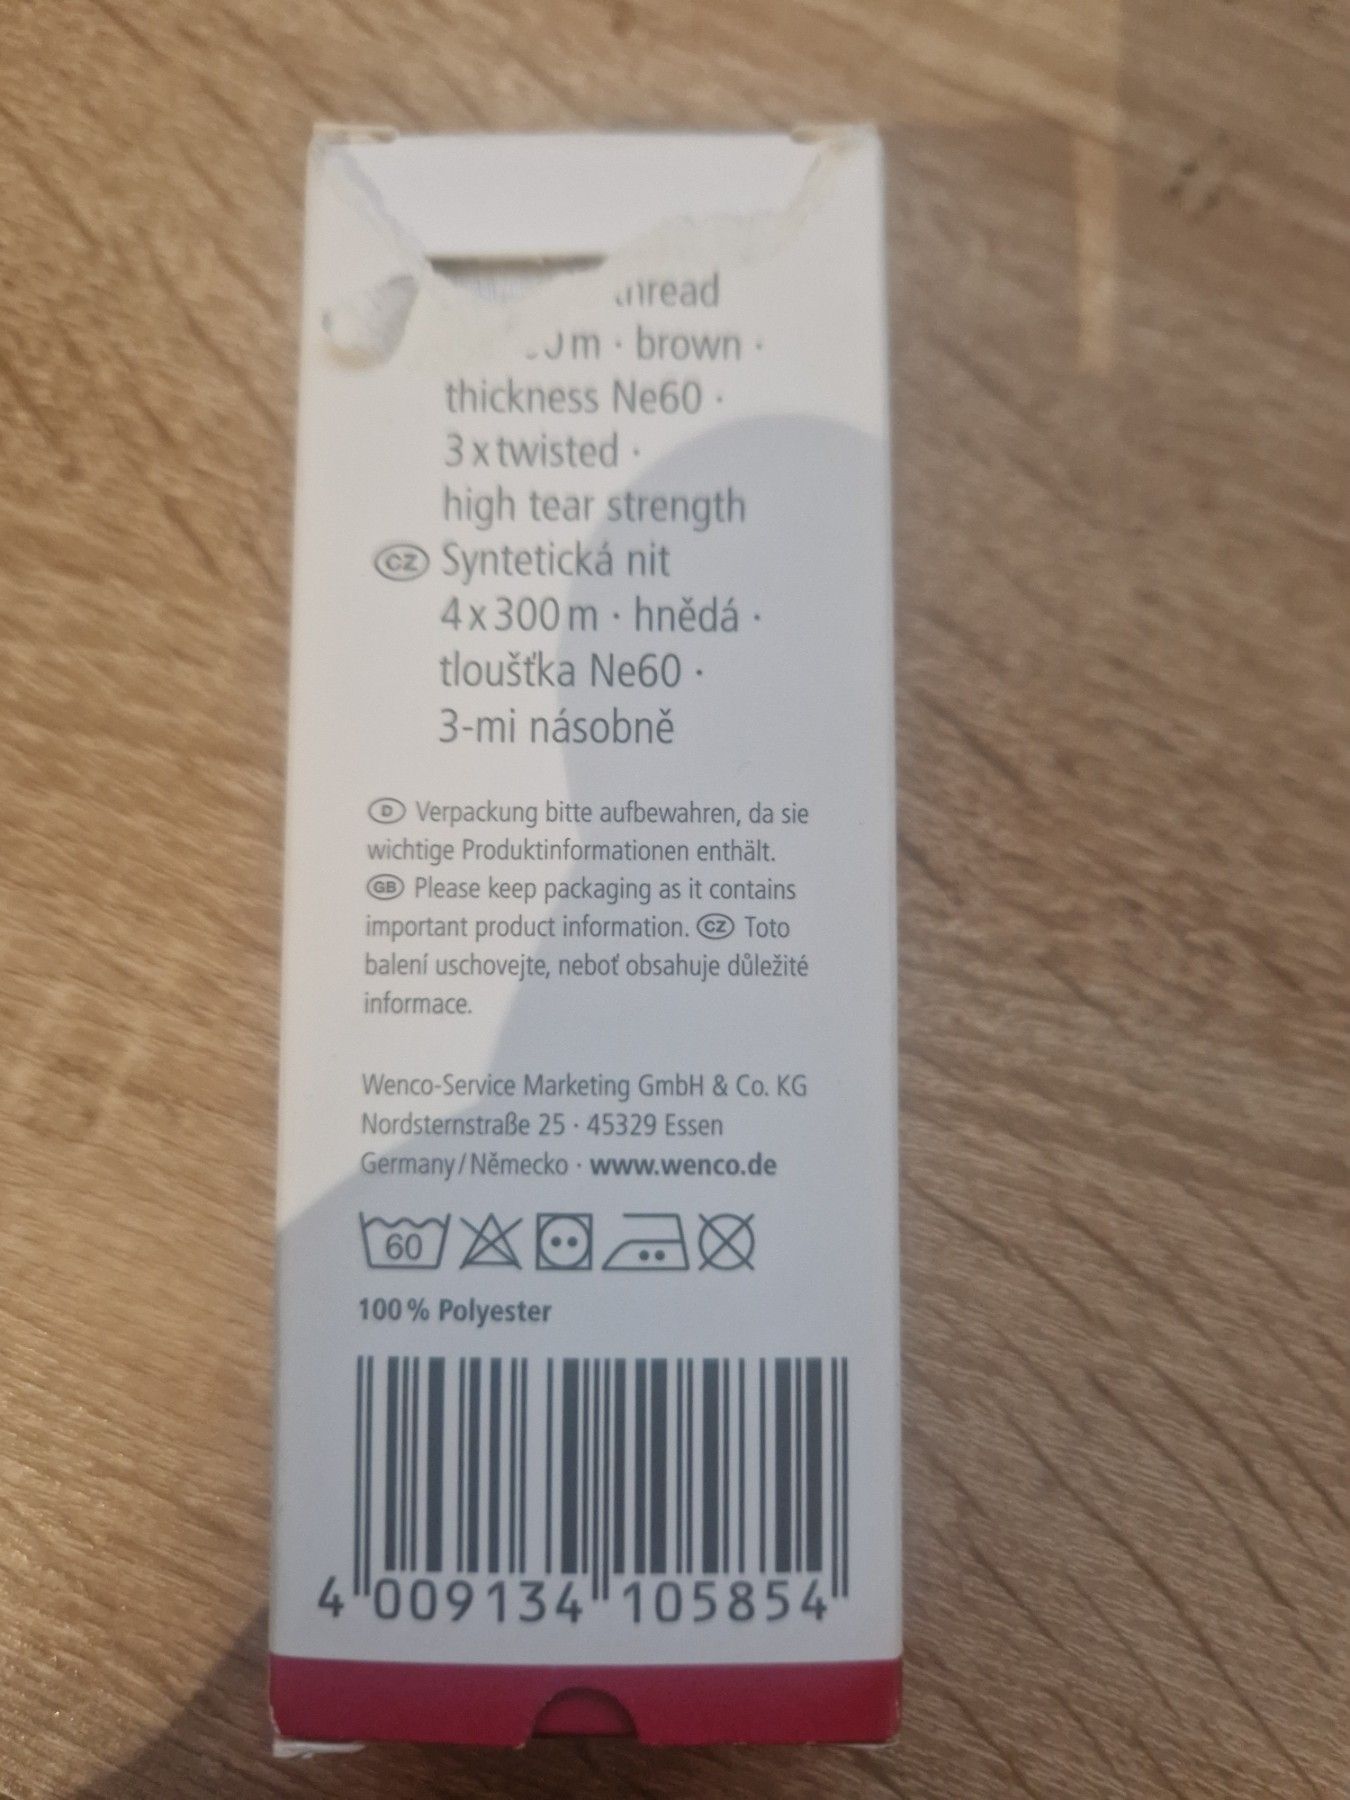 brown ·
thickness Ne60 ·
3 x twisted ·
high tear strength
CZ Syntetická nit
4 x 300 m · hnědá ·
tloušťka Ne60 ·
3-mi násobně
D Verpackung bitte aufbewahren, da sie
wichtige Produktinformationen enthält.
GB Please keep packaging as it contains
important product information. CZ Toto
balení uschovejte, neboť obsahuje důležité
informace.
Wenco-Service Marketing GmbH & Co. KG
Nordsternstraße 25 · 45329 Essen
Germany/Německo · www.wenco.de
60
100 % Polyester
4 009134 105854